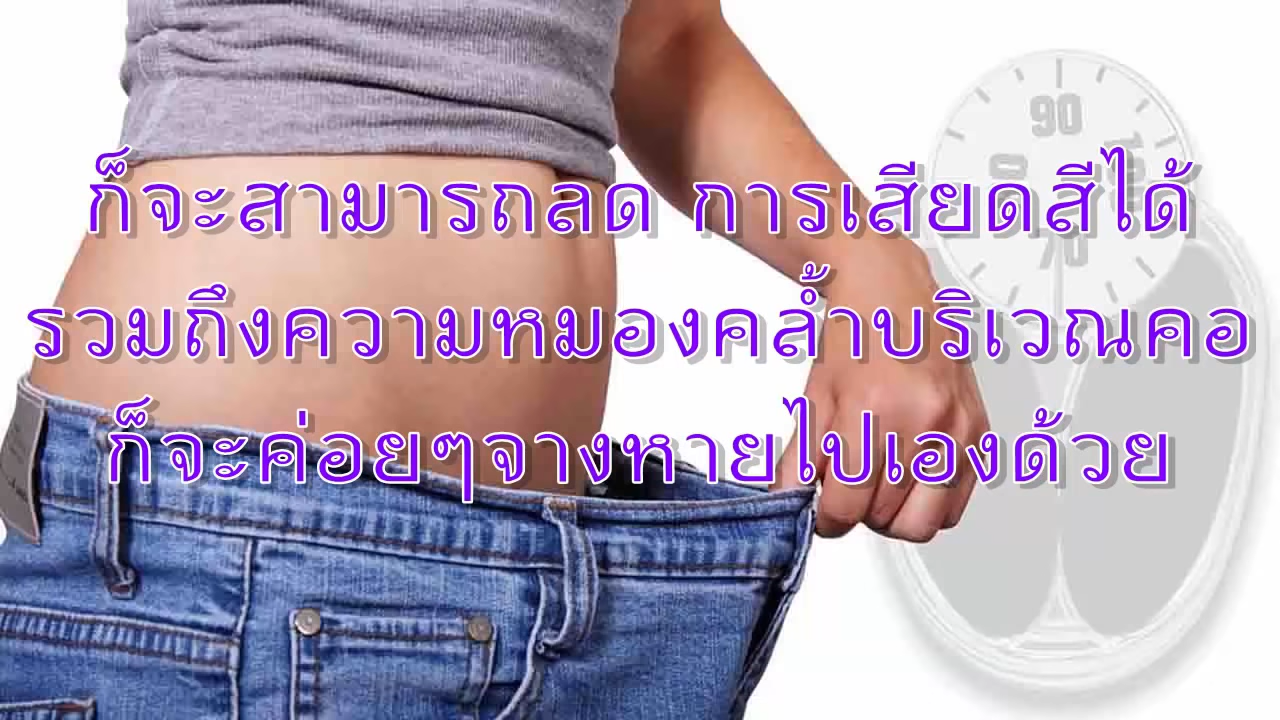 ก็จะสามารถลด การเสียดสีได้
รวมถึงความหมองคล้ำบริเวณคอ
ก็จะค่อยๆจางหายไปเองด้วย
90
70